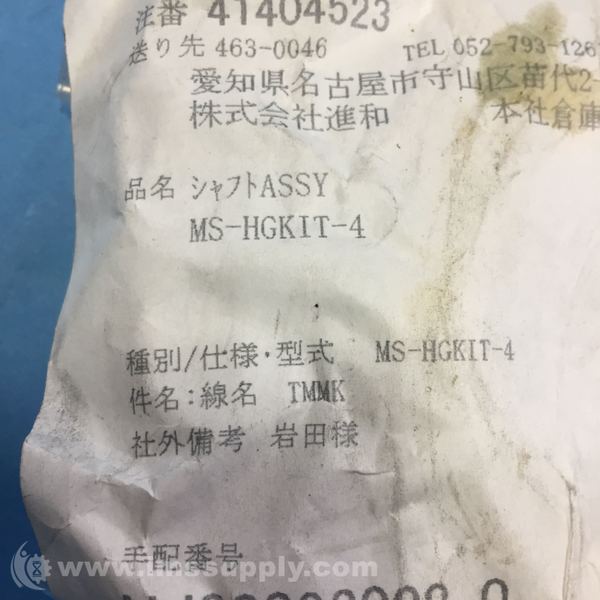 注番 41404523
送り先 463-0046 TEL 052-793-126
愛知県名古屋市守山区苗代2-
株式会社進和 本社倉庫
品名 シャフトASSY
MS-HGKIT-4
種別/仕様・型式 MS-HGKIT-4
件名:線名 TMMK
社外備考 岩田様
手配番号
www.imssupply.com